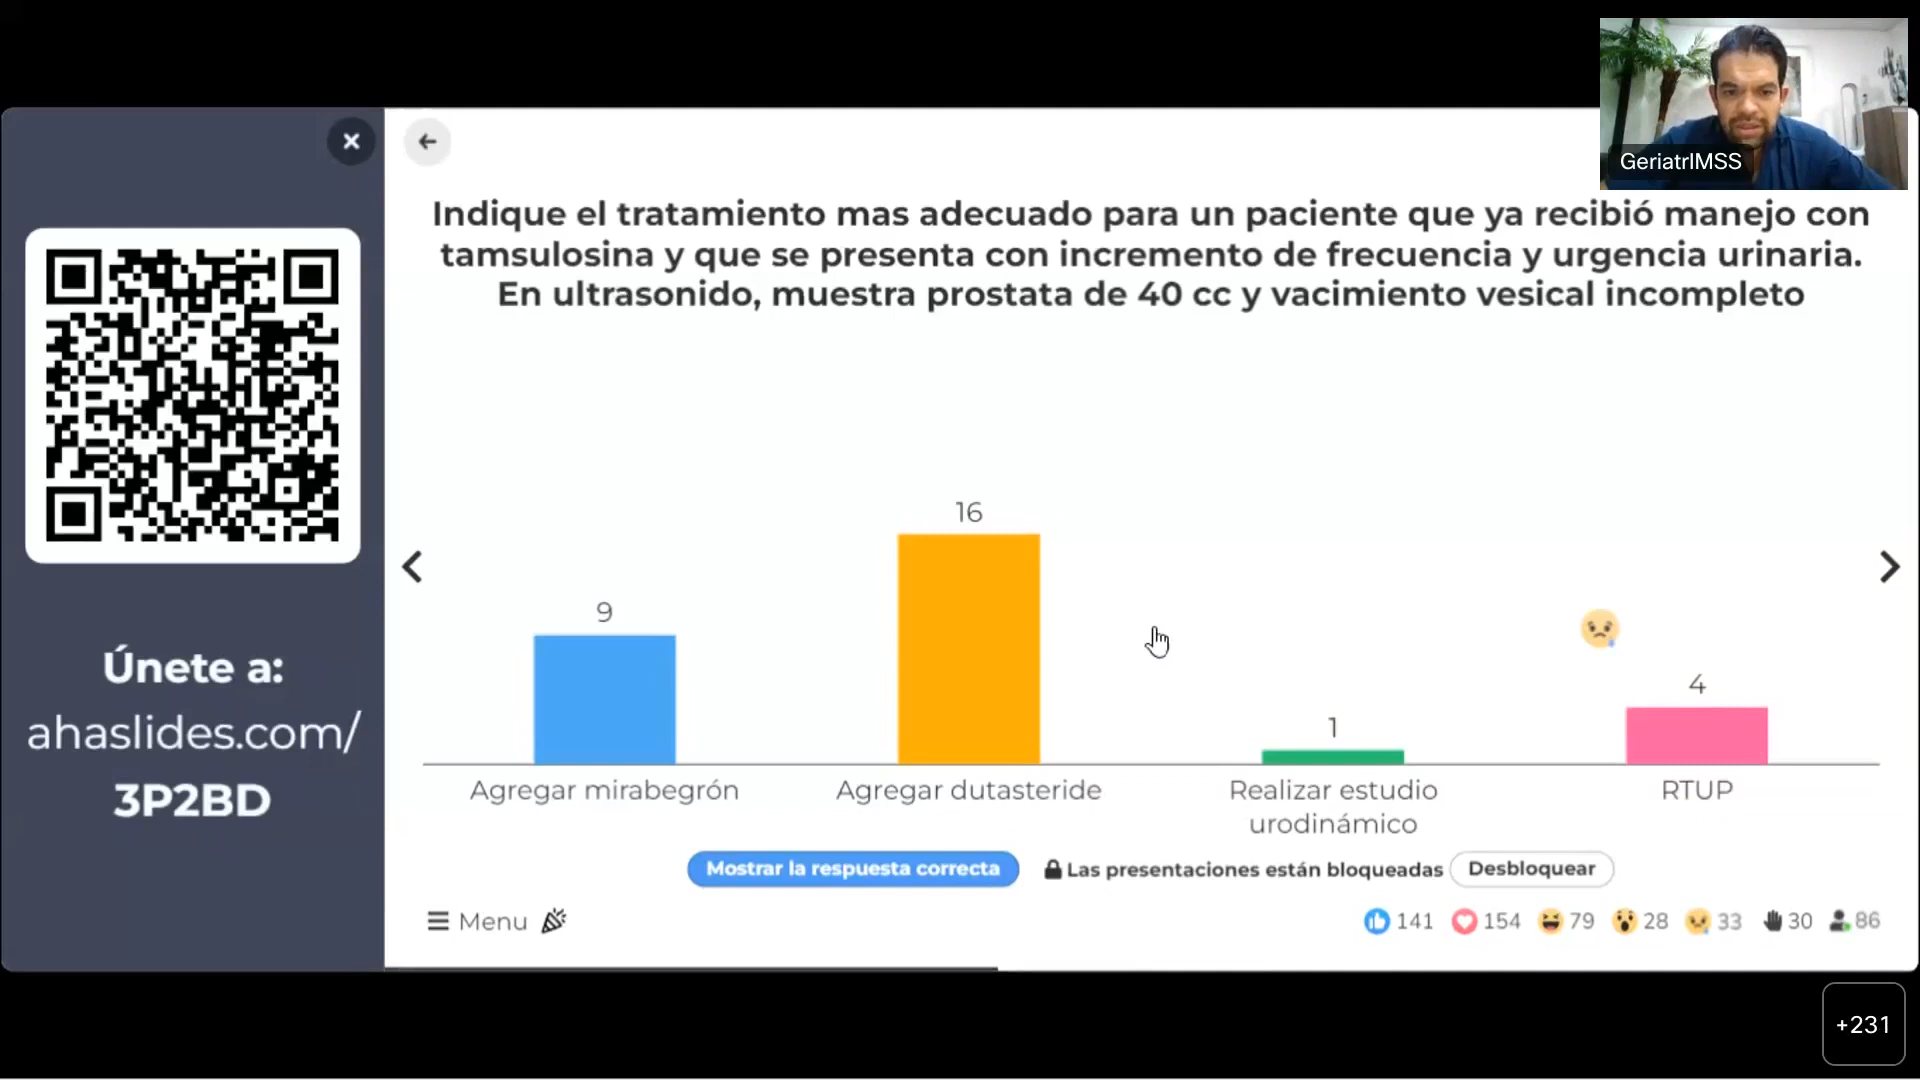 GeriatrIMSS
Indique el tratamiento mas adecuado para un paciente que ya recibió manejo con
tamsulosina y que se presenta con incremento de frecuencia y urgencia urinaria.
En ultrasonido, muestra prostata de 40 cc y vacimiento vesical incompleto
Únete a:
ahaslides.com/
3P2BD
9
16
1
4
Agregar mirabegrón
Agregar dutasteride
Realizar estudio
urodinámico
RTUP
Mostrar la respuesta correcta
Las presentaciones están bloqueadas
Desbloquear
Menu
141
154
79
28
33
30
86
+231